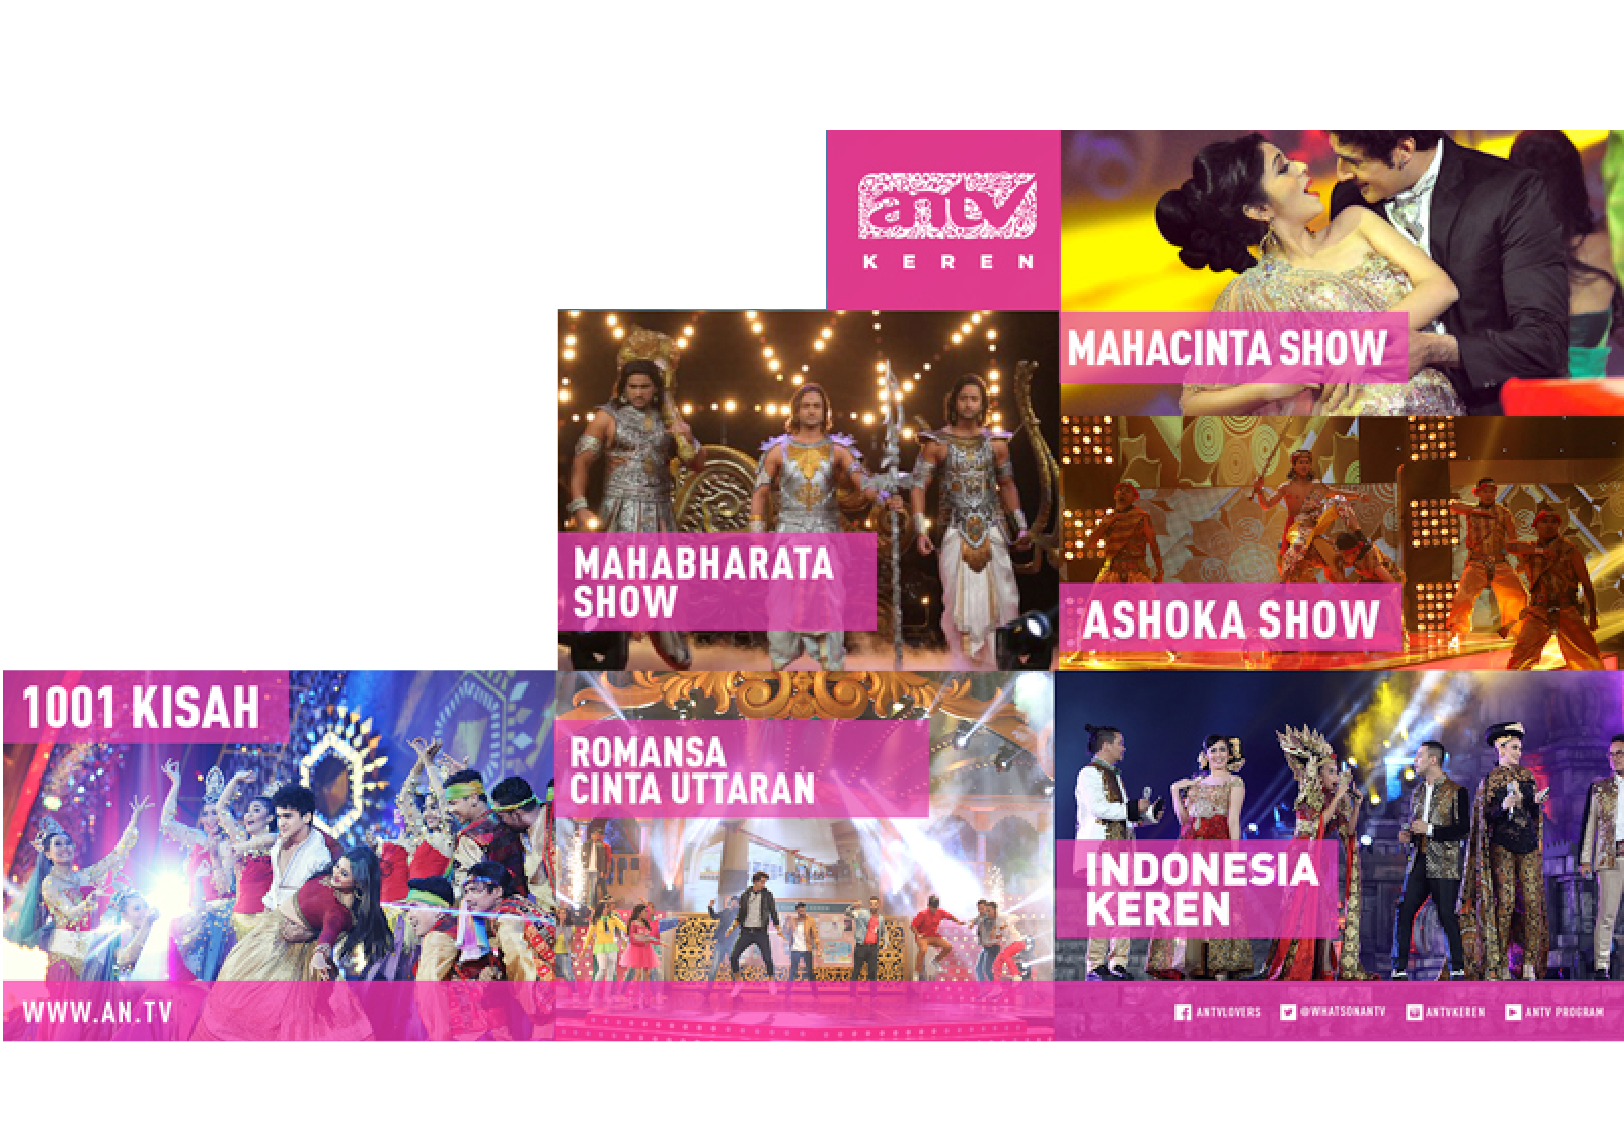 antv
KEREN
MAHACINTA SHOW
MAHABHARATA
SHOW
ASHOKA SHOW
1001 KISAH
ROMANSA
CINTA UTTARAN
INDONESIA
KEREN
WWW.AN.TV
ANTVLOVERS @WHATSONANTV ANTVKEREN ANTV PROGRAM